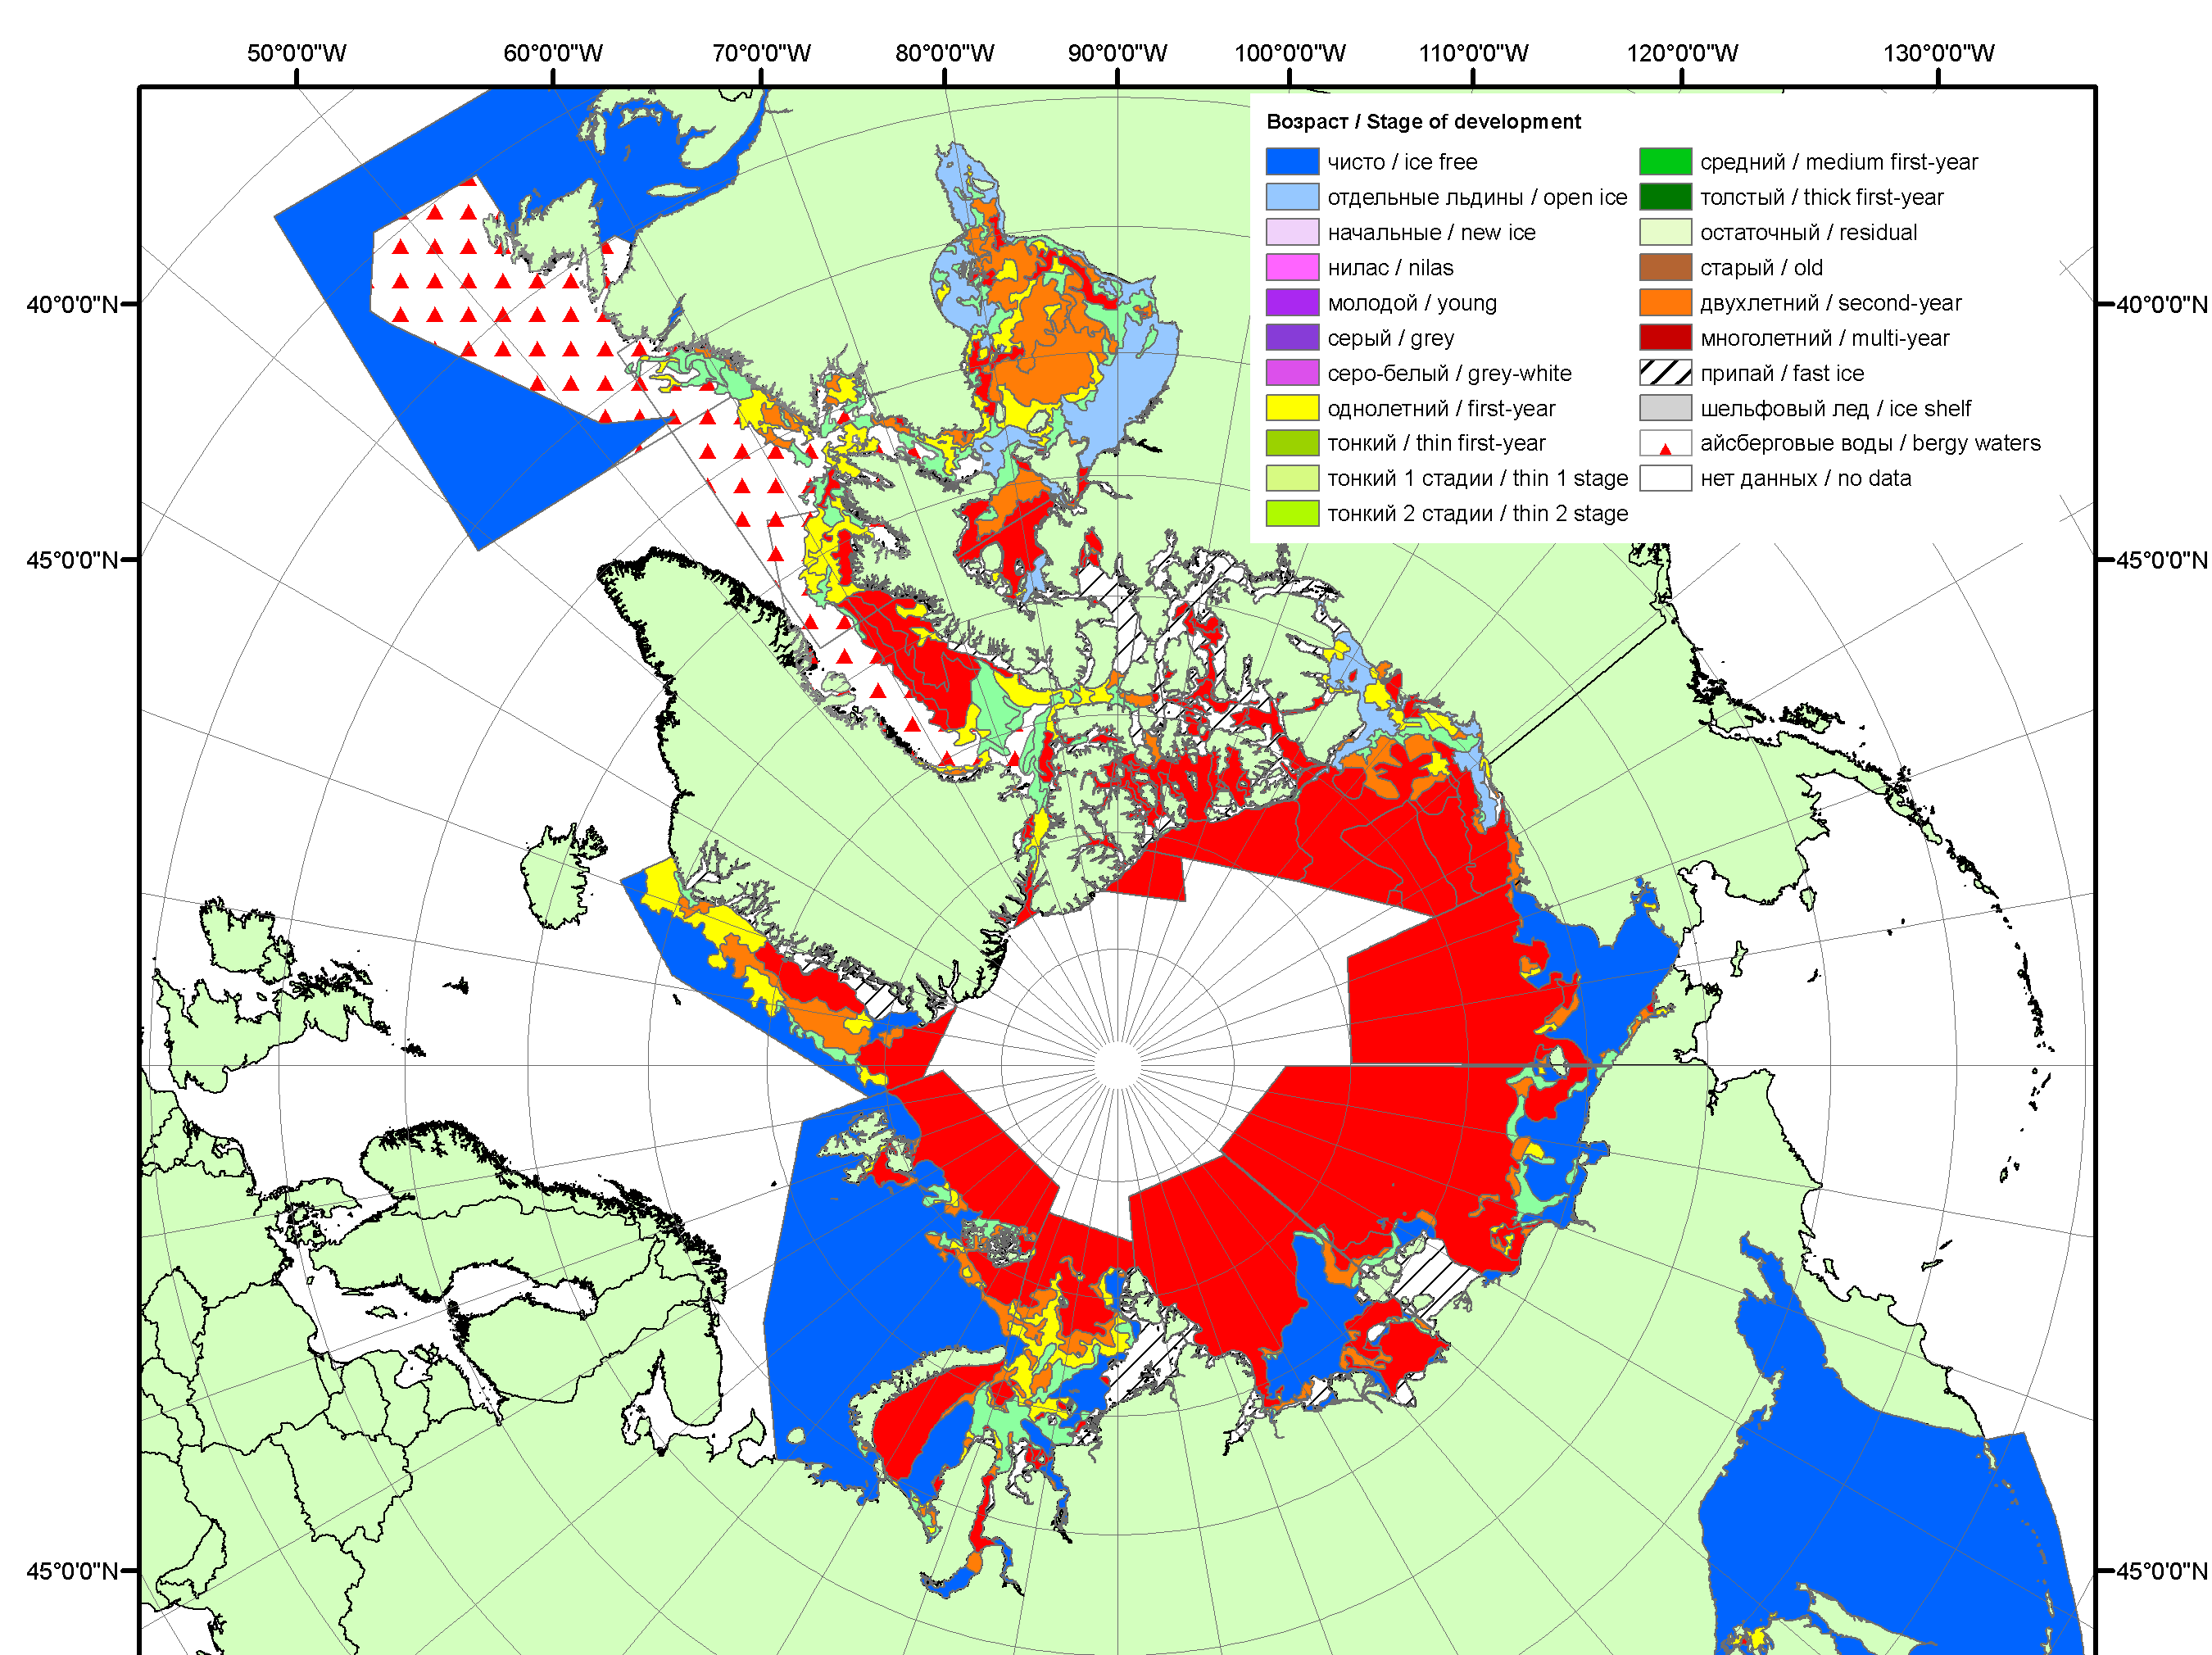 50°0'0"W 60°0'0"W 70°0'0"W 80°0'0"W 90°0'0"W 100°0'0"W 110°0'0"W 120°0'0"W 130°0'0"W
Возраст / Stage of development
чисто / ice free
отдельные льдины / open ice
начальные / new ice
нилас / nilas
молодой / young
серый / grey
серо-белый / grey-white
однолетний / first-year
тонкий / thin first-year
тонкий 1 стадии / thin 1 stage
тонкий 2 стадии / thin 2 stage
средний / medium first-year
толстый / thick first-year
остаточный / residual
старый / old
двухлетний / second-year
многолетний / multi-year
припай / fast ice
шельфовый лед / ice shelf
айсберговые воды / bergy waters
нет данных / no data
40°0'0"N 40°0'0"N
45°0'0"N 45°0'0"N
45°0'0"N 45°0'0"N